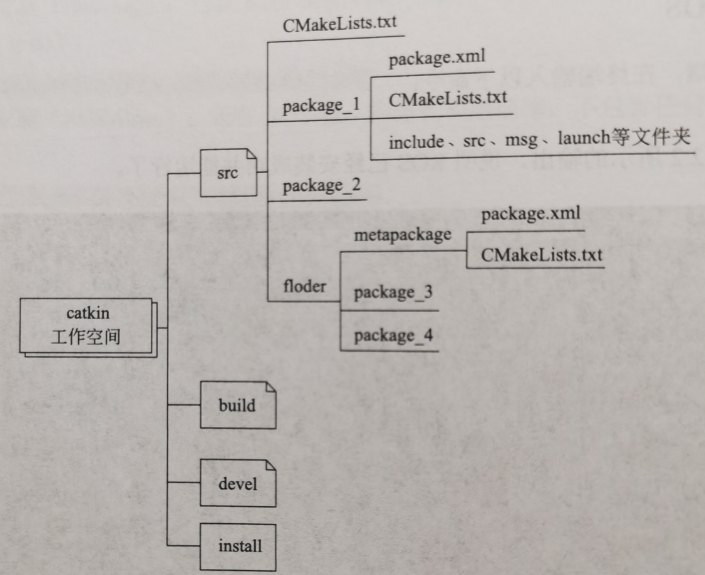 CMakeLists.txt
package.xml
package_1
CMakeLists.txt
include、src、msg、launch等文件夹
src
package_2
package.xml
metapackage
CMakeLists.txt
floder
package_3
package_4
catkin
工作空间
build
devel
install